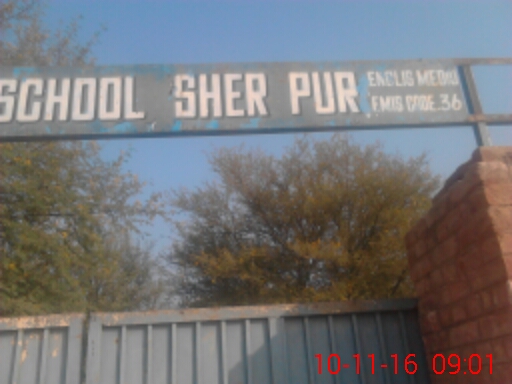 SCHOOL SHER PUR
ENGLIS MEDIU
EMIS CODE.36
10-11-16 09:01